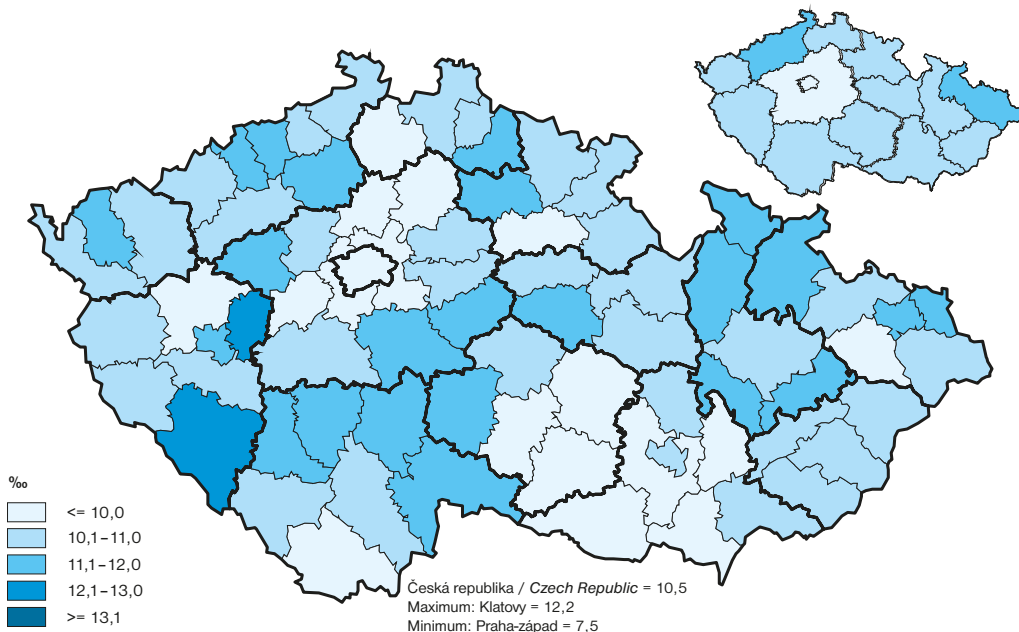 ‰
<= 10,0
10,1–11,0
11,1–12,0
12,1–13,0
>= 13,1
Česká republika / Czech Republic = 10,5
Maximum: Klatovy = 12,2
Minimum: Praha-západ = 7,5